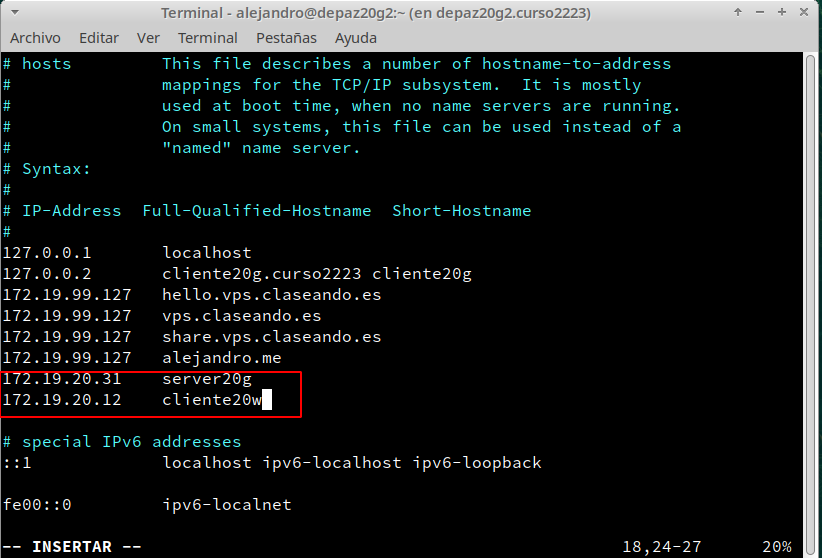 Terminal - alejandro@depaz20g2:~ (en depaz20g2.curso2223)
Archivo Editar Ver Terminal Pestañas Ayuda
# hosts         This file describes a number of hostname-to-address
#               mappings for the TCP/IP subsystem.  It is mostly
#               used at boot time, when no name servers are running.
#               On small systems, this file can be used instead of a
#               "named" name server.
# Syntax:
#
# IP-Address  Full-Qualified-Hostname  Short-Hostname
#
127.0.0.1       localhost
127.0.0.2       cliente20g.curso2223 cliente20g
172.19.99.127   hello.vps.claseando.es
172.19.99.127   vps.claseando.es
172.19.99.127   share.vps.claseando.es
172.19.99.127   alejandro.me
172.19.20.31    server20g
172.19.20.12    cliente20w
# special IPv6 addresses
::1             localhost ipv6-localhost ipv6-loopback
fe00::0         ipv6-localnet
-- INSERTAR --                                                18,24-27      20%